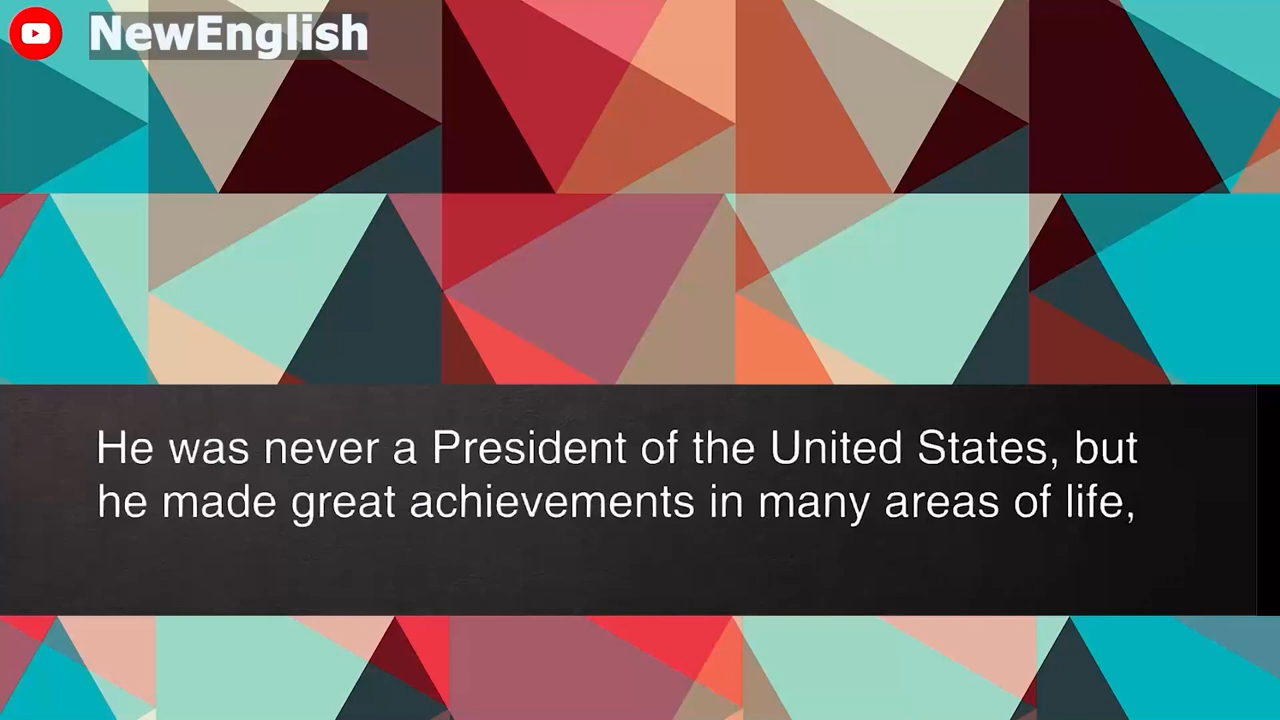 NewEnglish
He was never a President of the United States, but
he made great achievements in many areas of life,